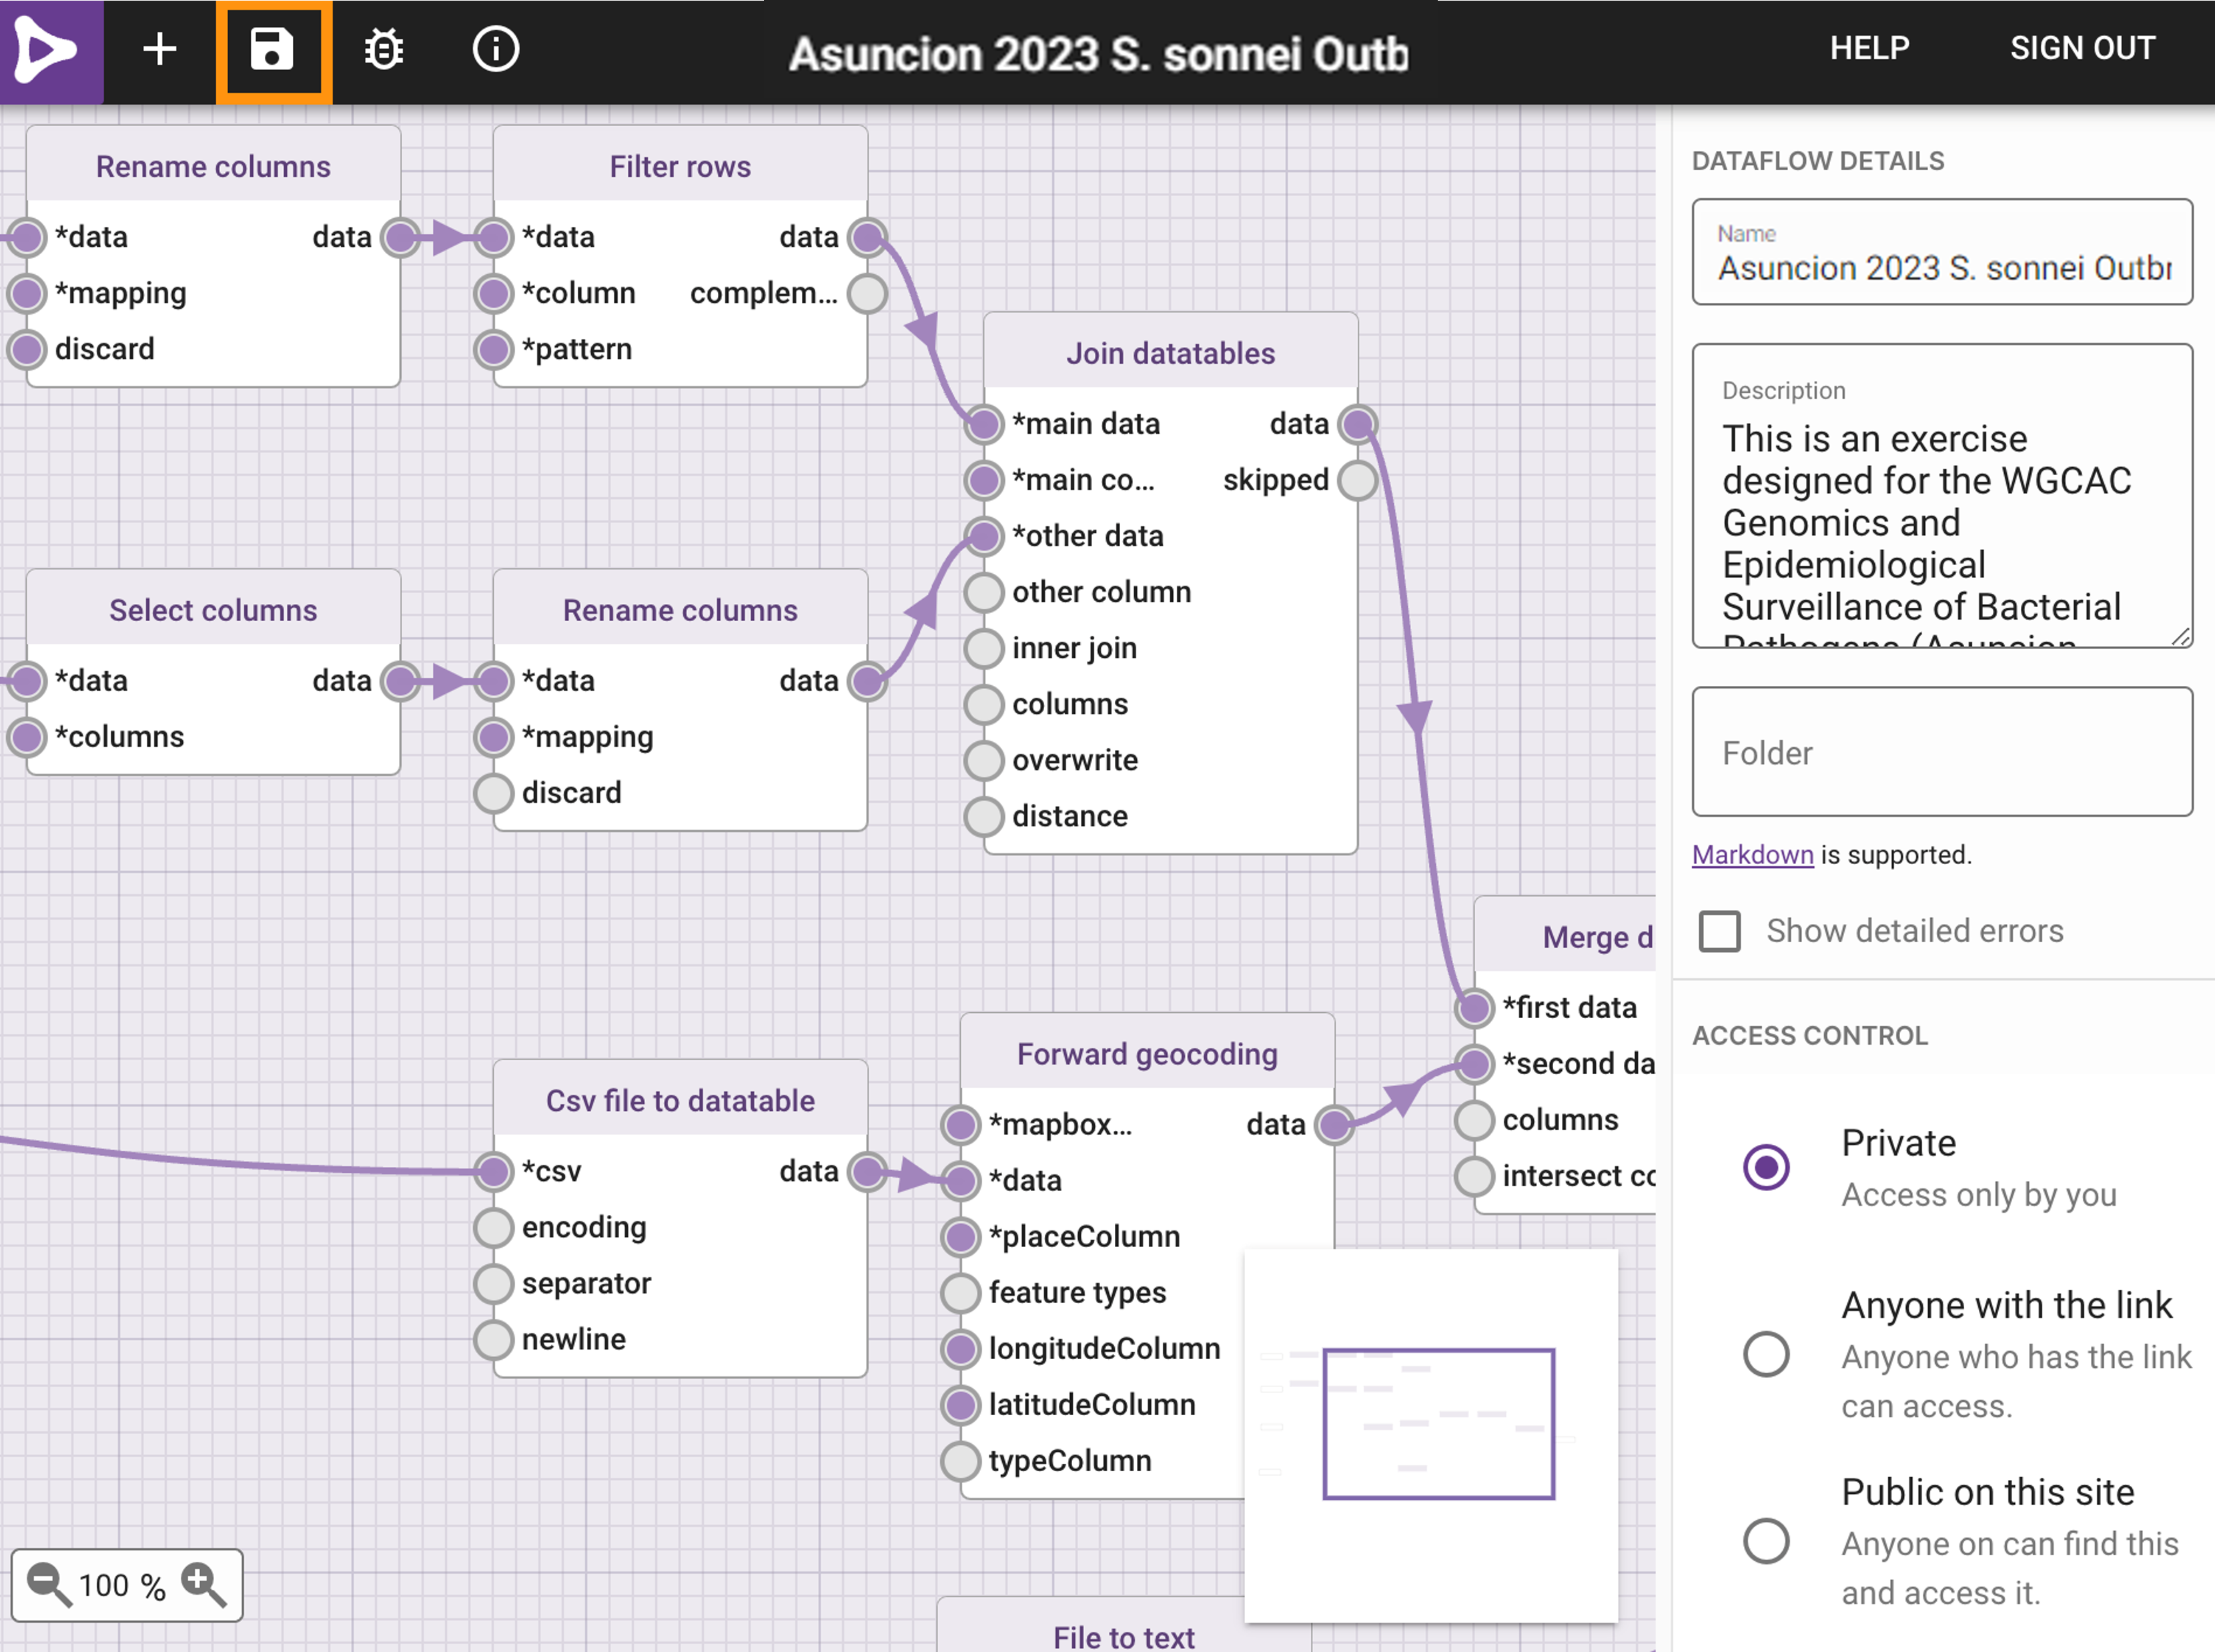 Asuncion 2023 S. sonnei Outb
HELP
SIGN OUT
Rename columns
*data data
*mapping
discard
Filter rows
*data data
*column complem...
*pattern
Join datatables
*main data data
*main co... skipped
*other data
other column
inner join
columns
overwrite
distance
Select columns
*data data
*columns
Rename columns
*data data
*mapping
discard
Merge d
*first data
*second da
columns
intersect co
Csv file to datatable
*csv data
encoding
separator
newline
Forward geocoding
*mapbox... data
*data
*placeColumn
feature types
longitudeColumn
latitudeColumn
typeColumn
File to text
100 %
DATAFLOW DETAILS
Name
Asuncion 2023 S. sonnei Outbr
Description
This is an exercise
designed for the WGCAC
Genomics and
Epidemiological
Surveillance of Bacterial
Pathogens (Asuncion
Folder
Markdown is supported.
Show detailed errors
ACCESS CONTROL
Private
Access only by you
Anyone with the link
Anyone who has the link
can access.
Public on this site
Anyone on can find this
and access it.